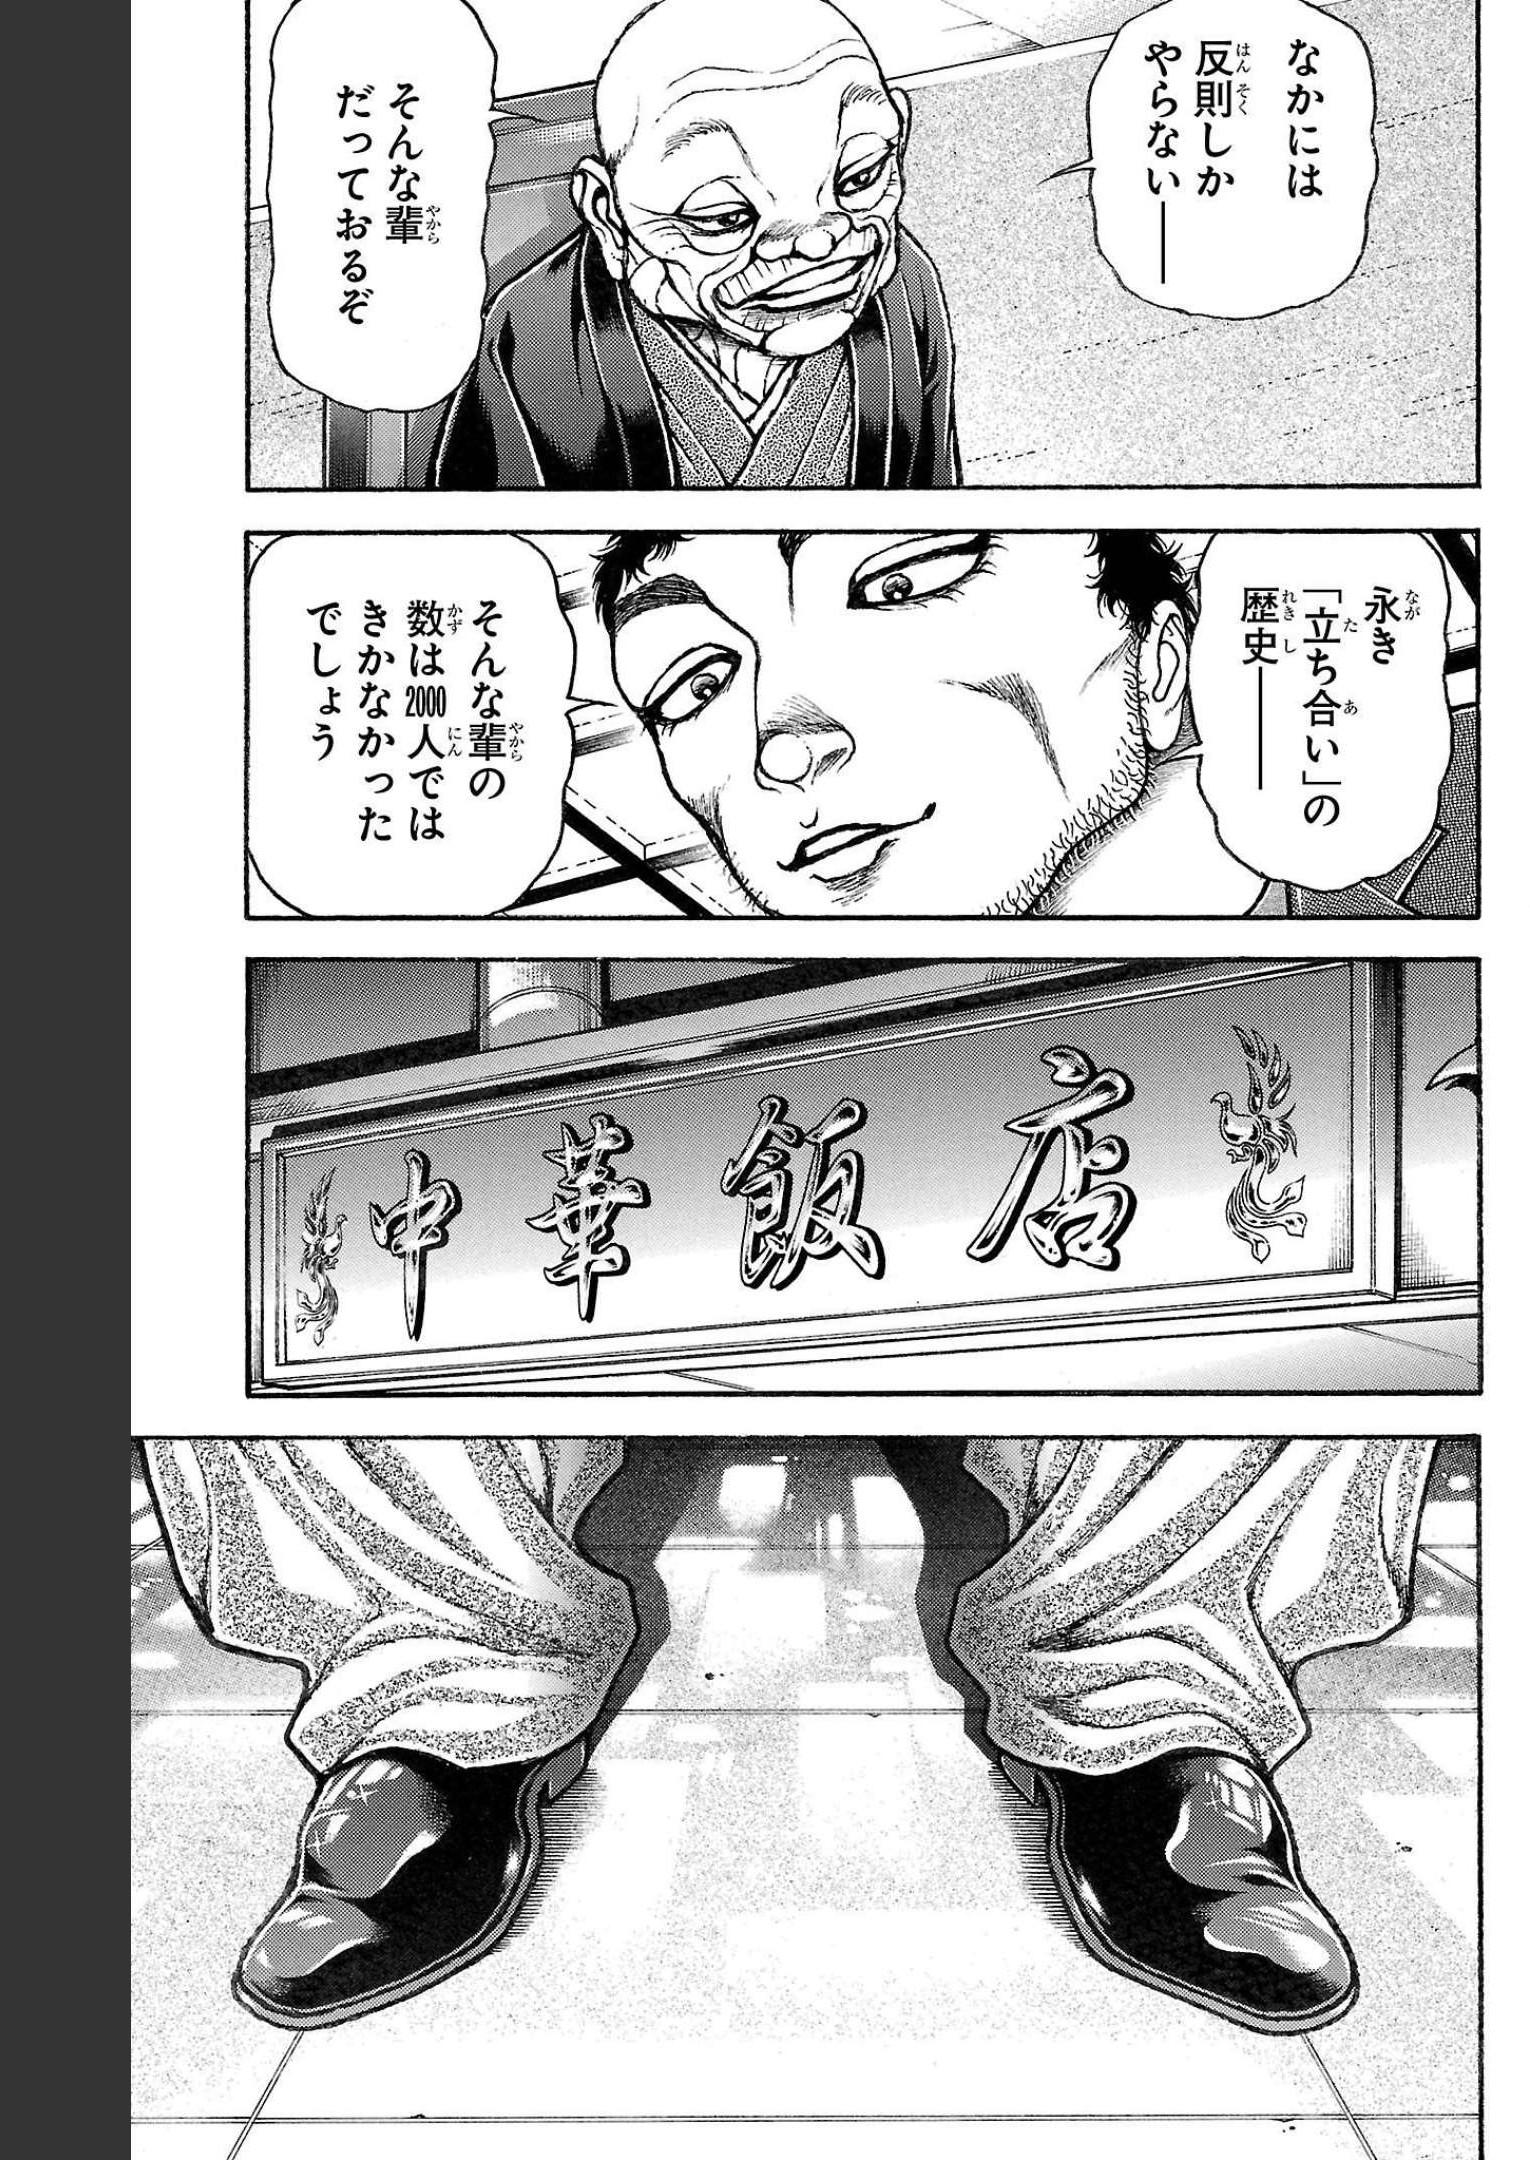 なかには
反則しか
やらない──
そんな輩
だっておるぞ
永き
「立ち合い」の
歴史──
そんな輩の
数は2000人では
きかなかった
でしょう
中華飯店